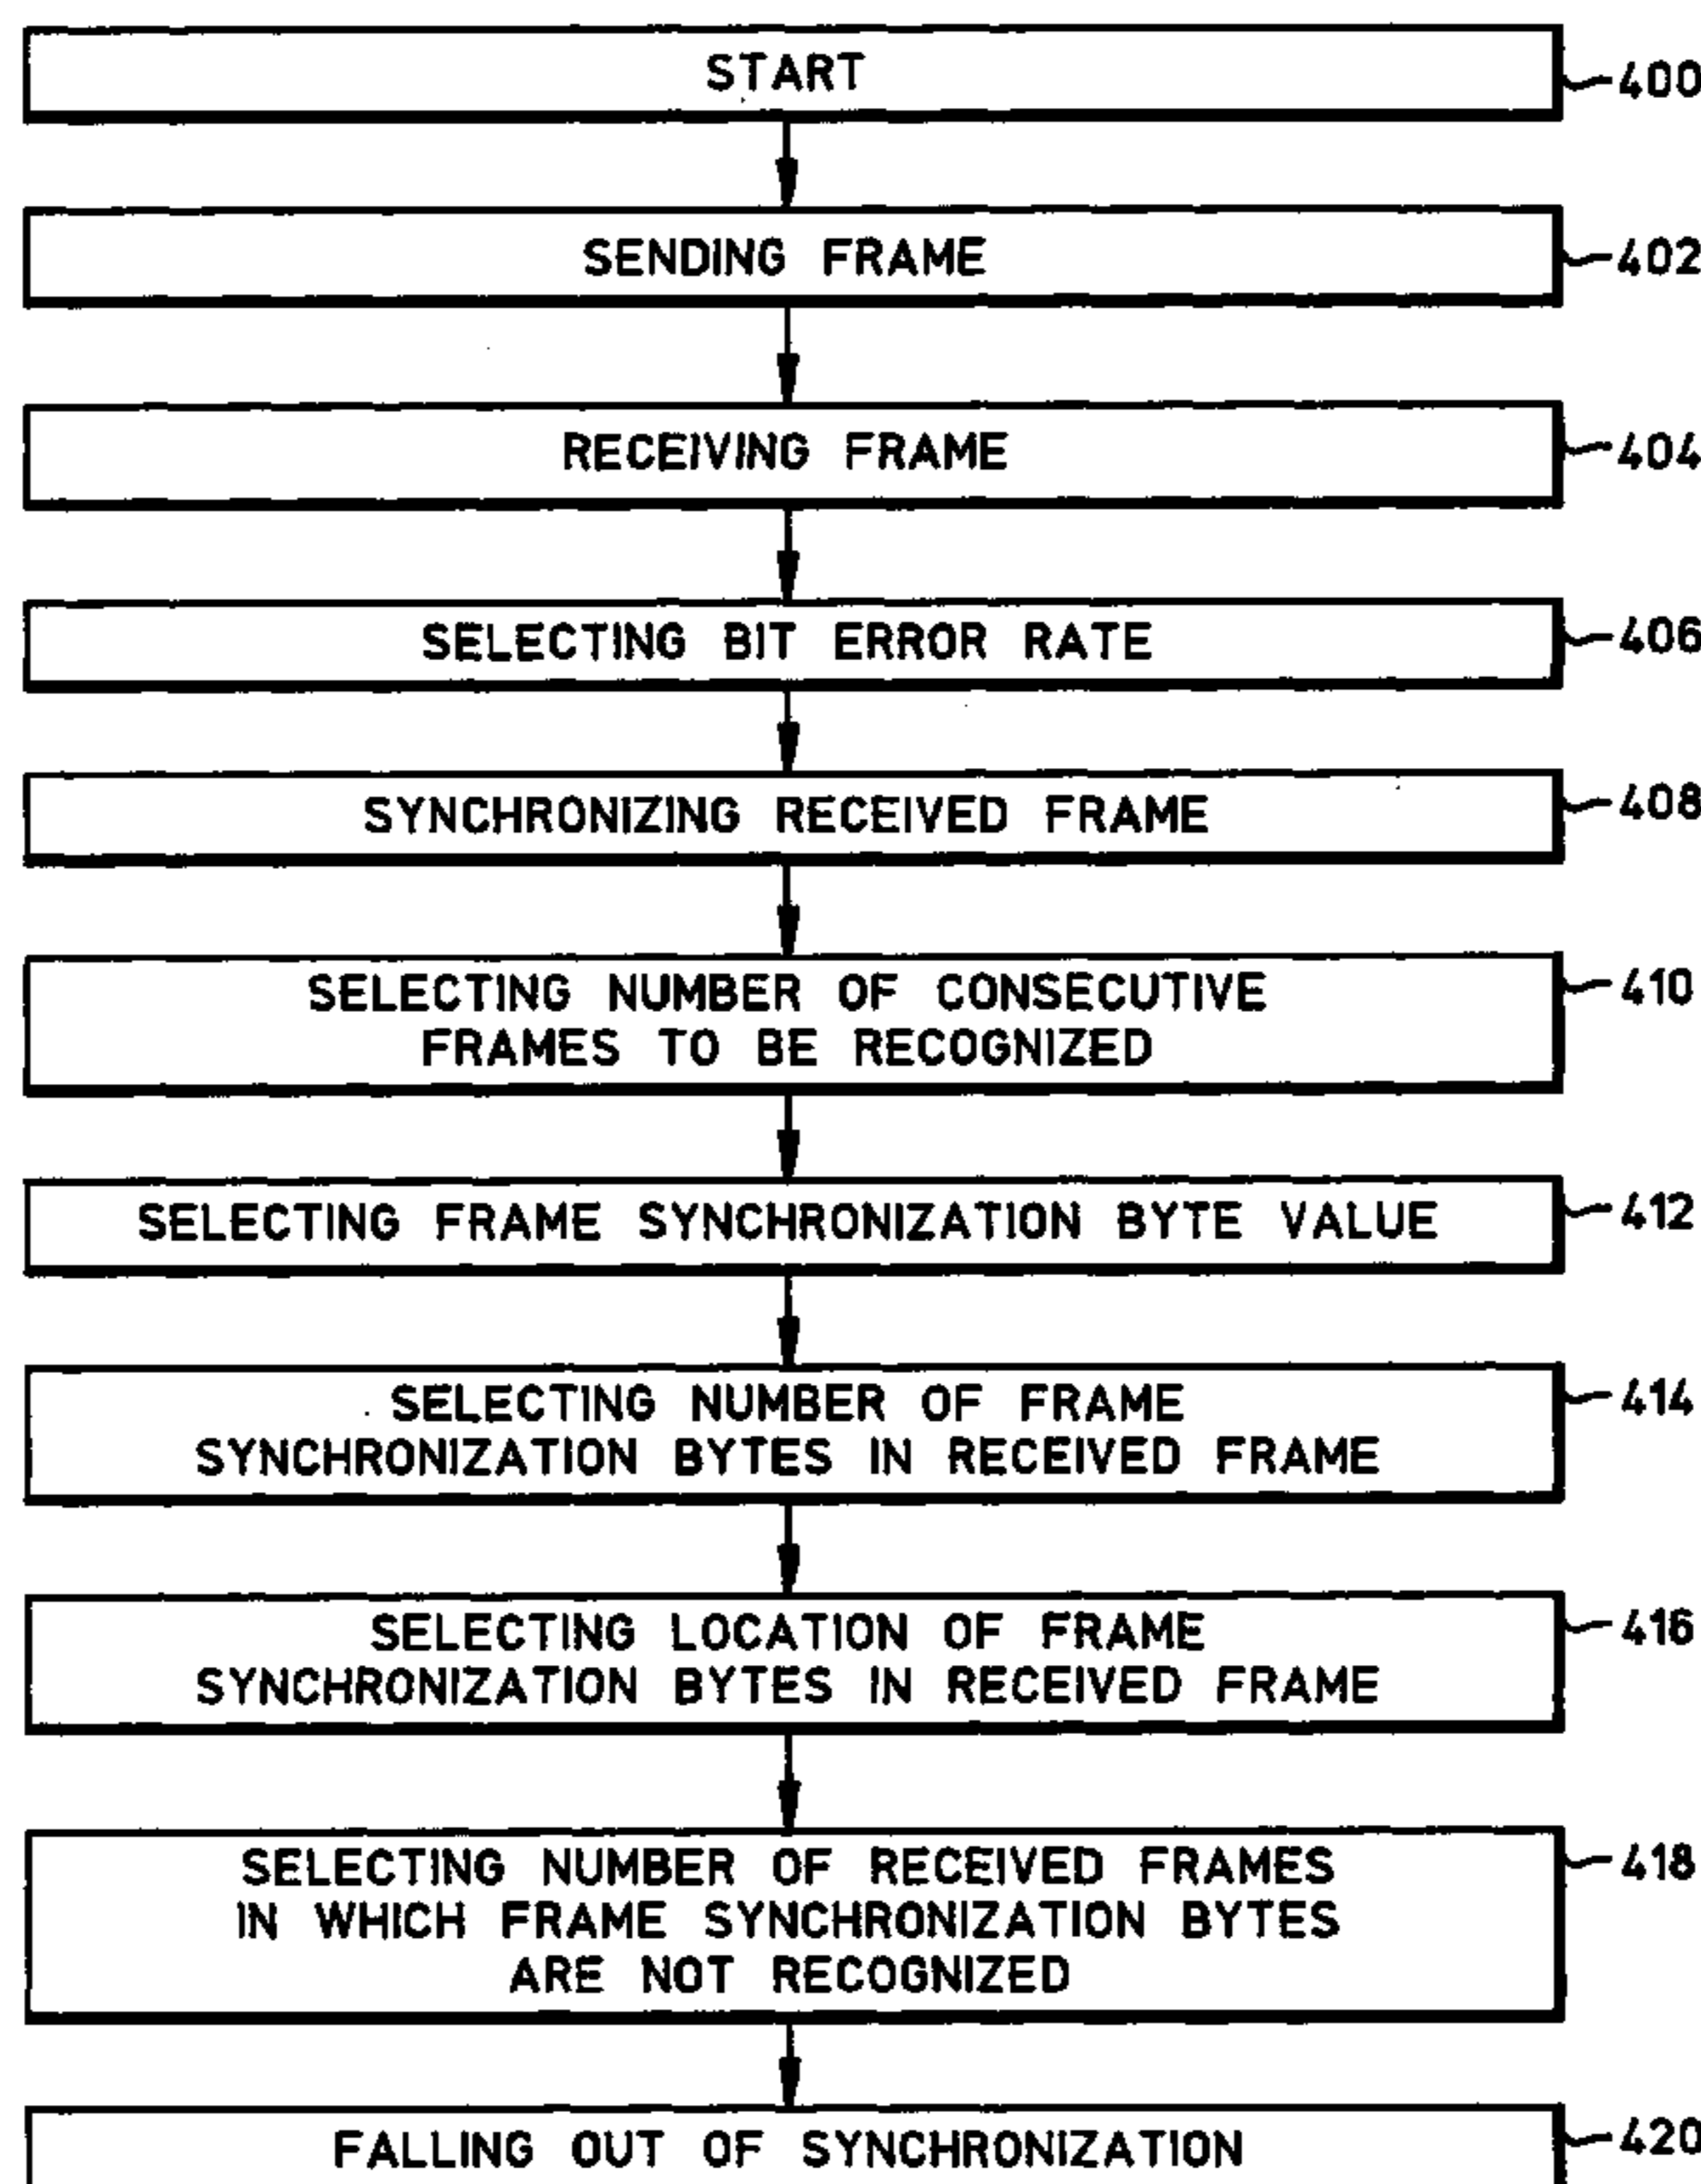 START
400
SENDING FRAME
402
RECEIVING FRAME
404
SELECTING BIT ERROR RATE
406
SYNCHRONIZING RECEIVED FRAME
408
SELECTING NUMBER OF CONSECUTIVE
FRAMES TO BE RECOGNIZED
410
SELECTING FRAME SYNCHRONIZATION BYTE VALUE
412
SELECTING NUMBER OF FRAME
SYNCHRONIZATION BYTES IN RECEIVED FRAME
414
SELECTING LOCATION OF FRAME
SYNCHRONIZATION BYTES IN RECEIVED FRAME
416
SELECTING NUMBER OF RECEIVED FRAMES
IN WHICH FRAME SYNCHRONIZATION BYTES
ARE NOT RECOGNIZED
418
FALLING OUT OF SYNCHRONIZATION
420